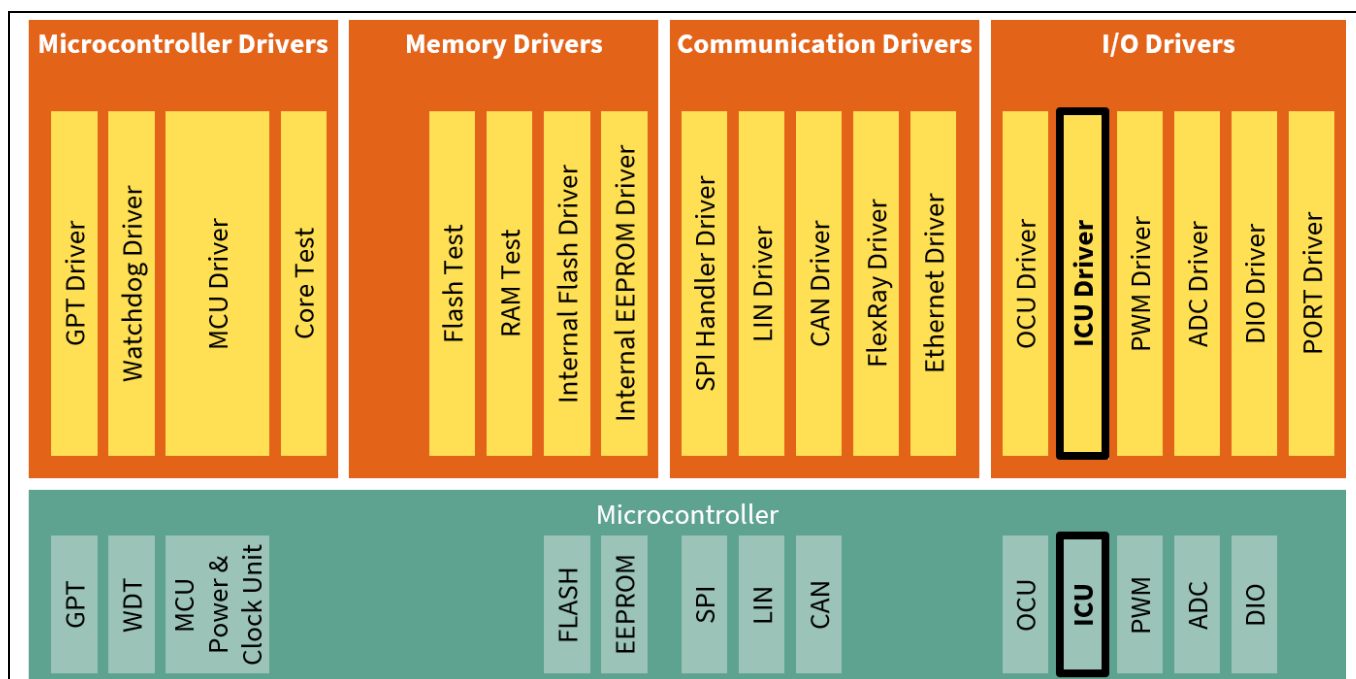 Microcontroller Drivers
GPT Driver
Watchdog Driver
MCU Driver
Core Test
Memory Drivers
Flash Test
RAM Test
Internal Flash Driver
Internal EEPROM Driver
Communication Drivers
SPI Handler Driver
LIN Driver
CAN Driver
FlexRay Driver
Ethernet Driver
I/O Drivers
OCU Driver
ICU Driver
PWM Driver
ADC Driver
DIO Driver
PORT Driver
Microcontroller
GPT
WDT
MCU
Power &
Clock Unit
FLASH
EEPROM
SPI
LIN
CAN
OCU
ICU
PWM
ADC
DIO